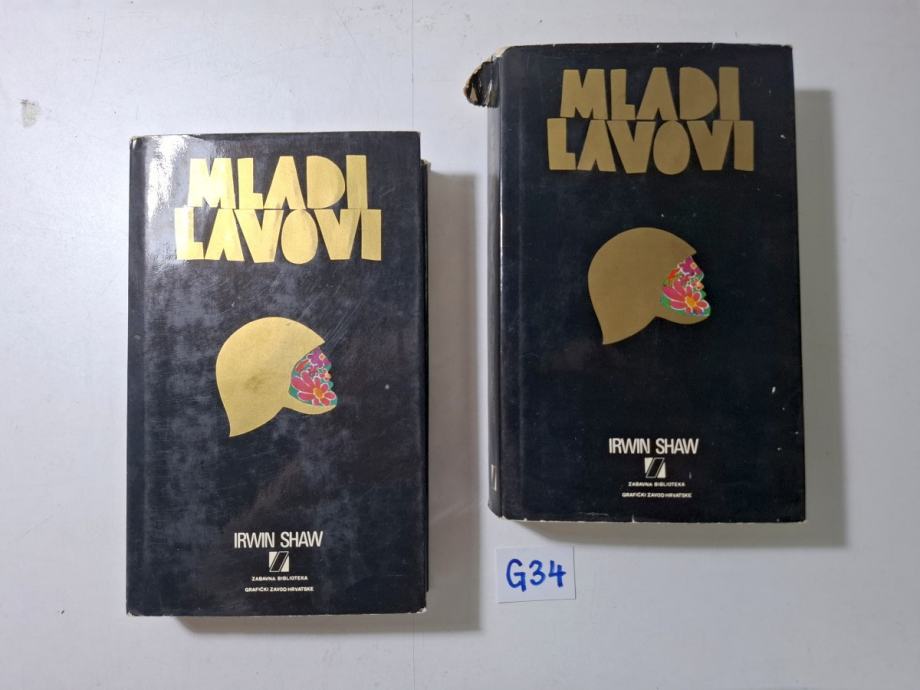 MLADI
LAVOVI
IRWIN SHAW
ZABAVNA BIBLIOTEKA
GRAFIČKI ZAVOD HRVATSKE
MLADI
LAVOVI
IRWIN SHAW
ZABAVNA BIBLIOTEKA
GRAFIČKI ZAVOD HRVATSKE
G34